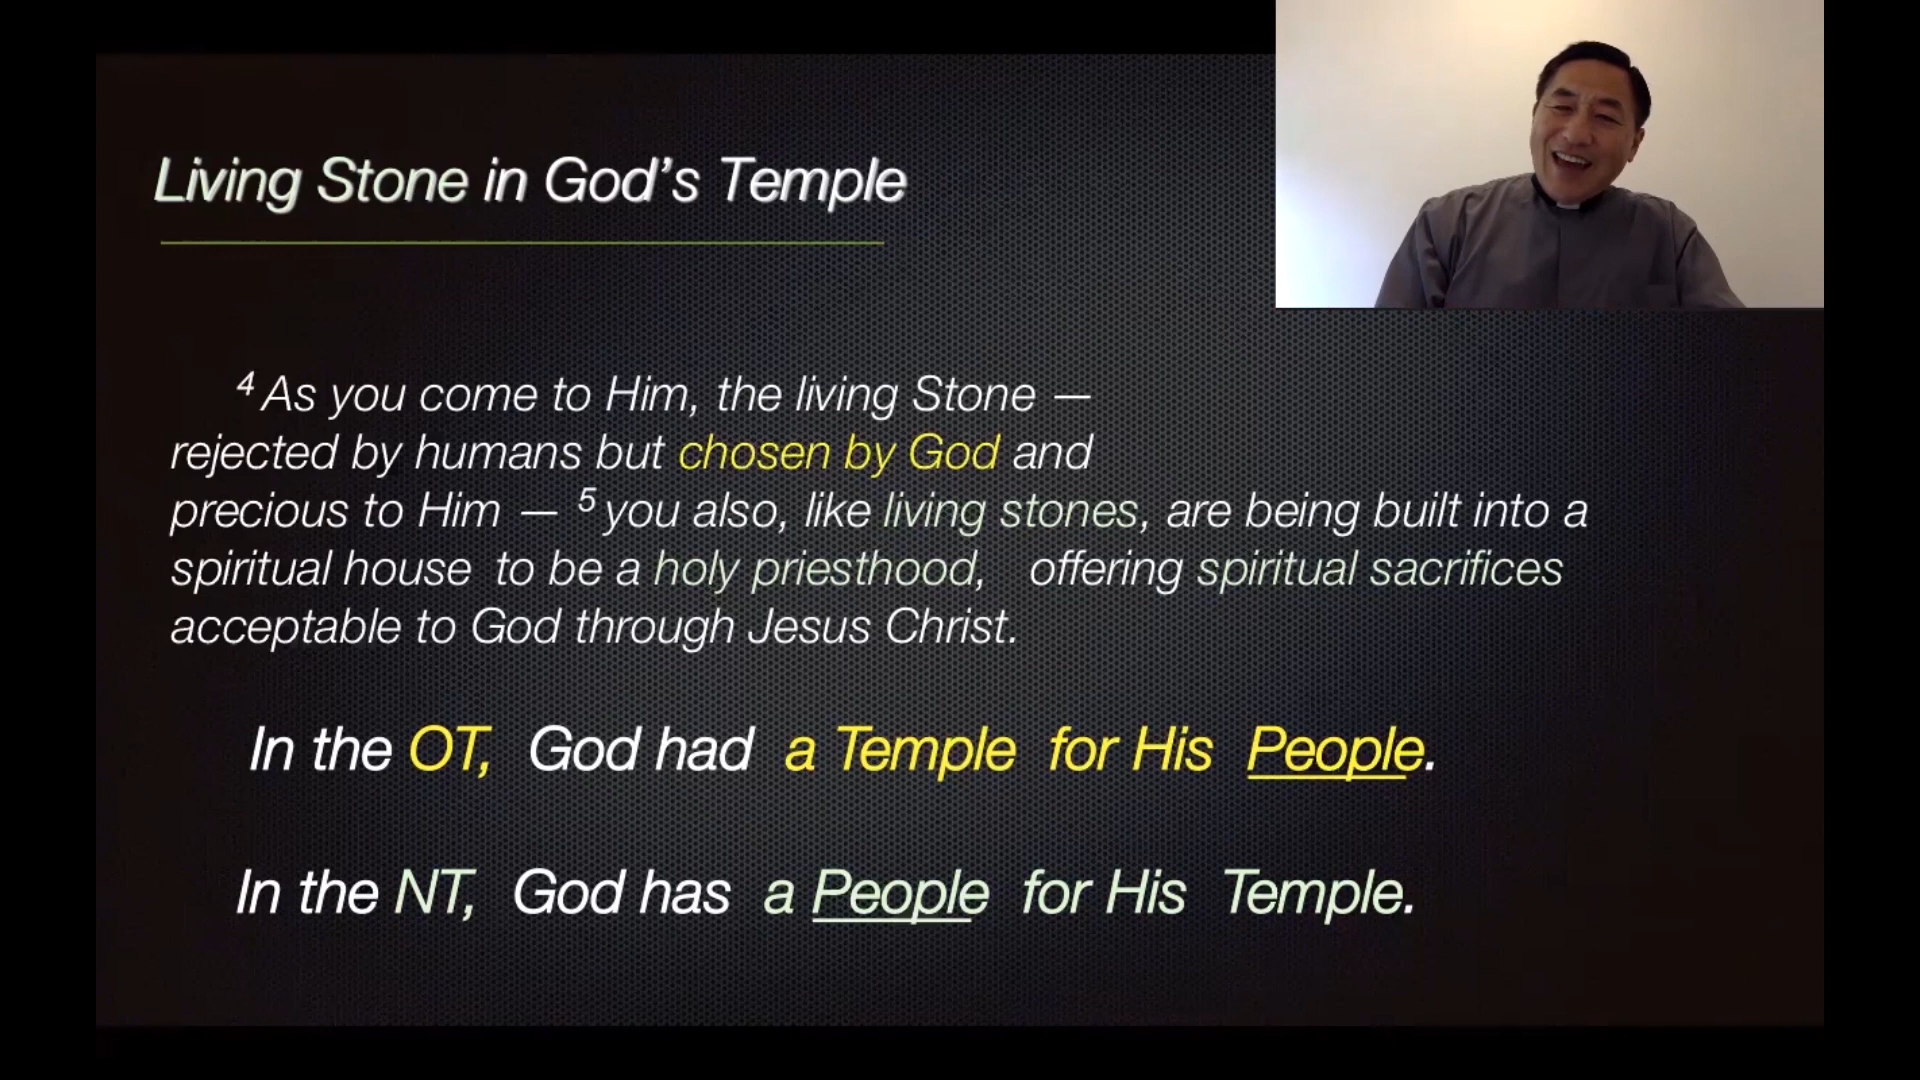 Living Stone in God’s Temple
4 As you come to Him, the living Stone —
rejected by humans but chosen by God and
precious to Him — 5 you also, like living stones, are being built into a
spiritual house to be a holy priesthood, offering spiritual sacrifices
acceptable to God through Jesus Christ.
In the OT, God had a Temple for His People.
In the NT, God has a People for His Temple.